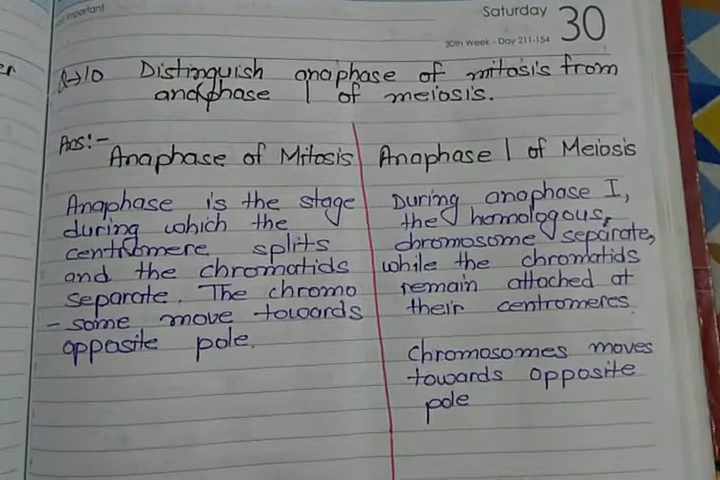 Important
Saturday 30
30th Week - Day 211-154
Q→10 Distinguish anaphase of mitosis from
anaphase I of meiosis.
Ans:-
Anaphase of Mitosis
Anaphase is the stage
during which the
centromere splits
and the chromatids
separate. The chromo
- some move towards
opposite pole.
Anaphase I of Meiosis
During anaphase I,
the homologous,
chromosome separate,
while the chromatids
remain attached at
their centromeres.
Chromosomes moves
towards opposite
pole